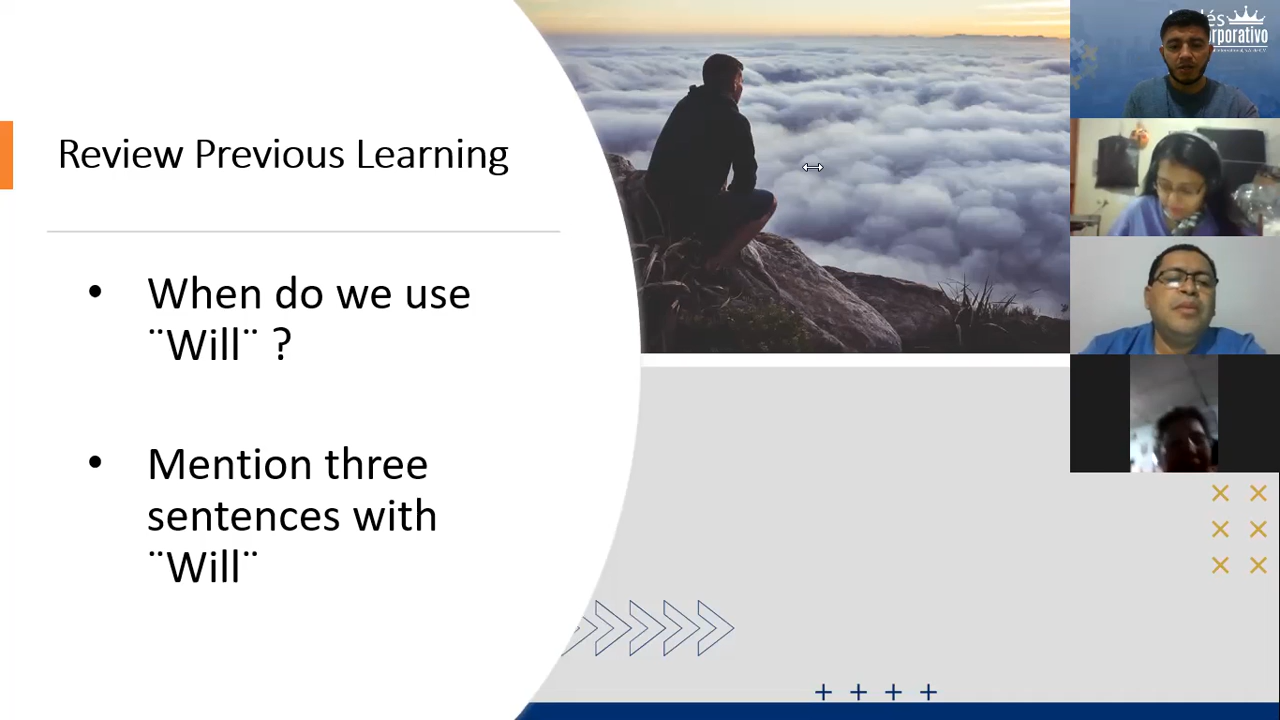 Review Previous Learning
• When do we use
¨Will¨ ?
• Mention three
sentences with
¨Will¨